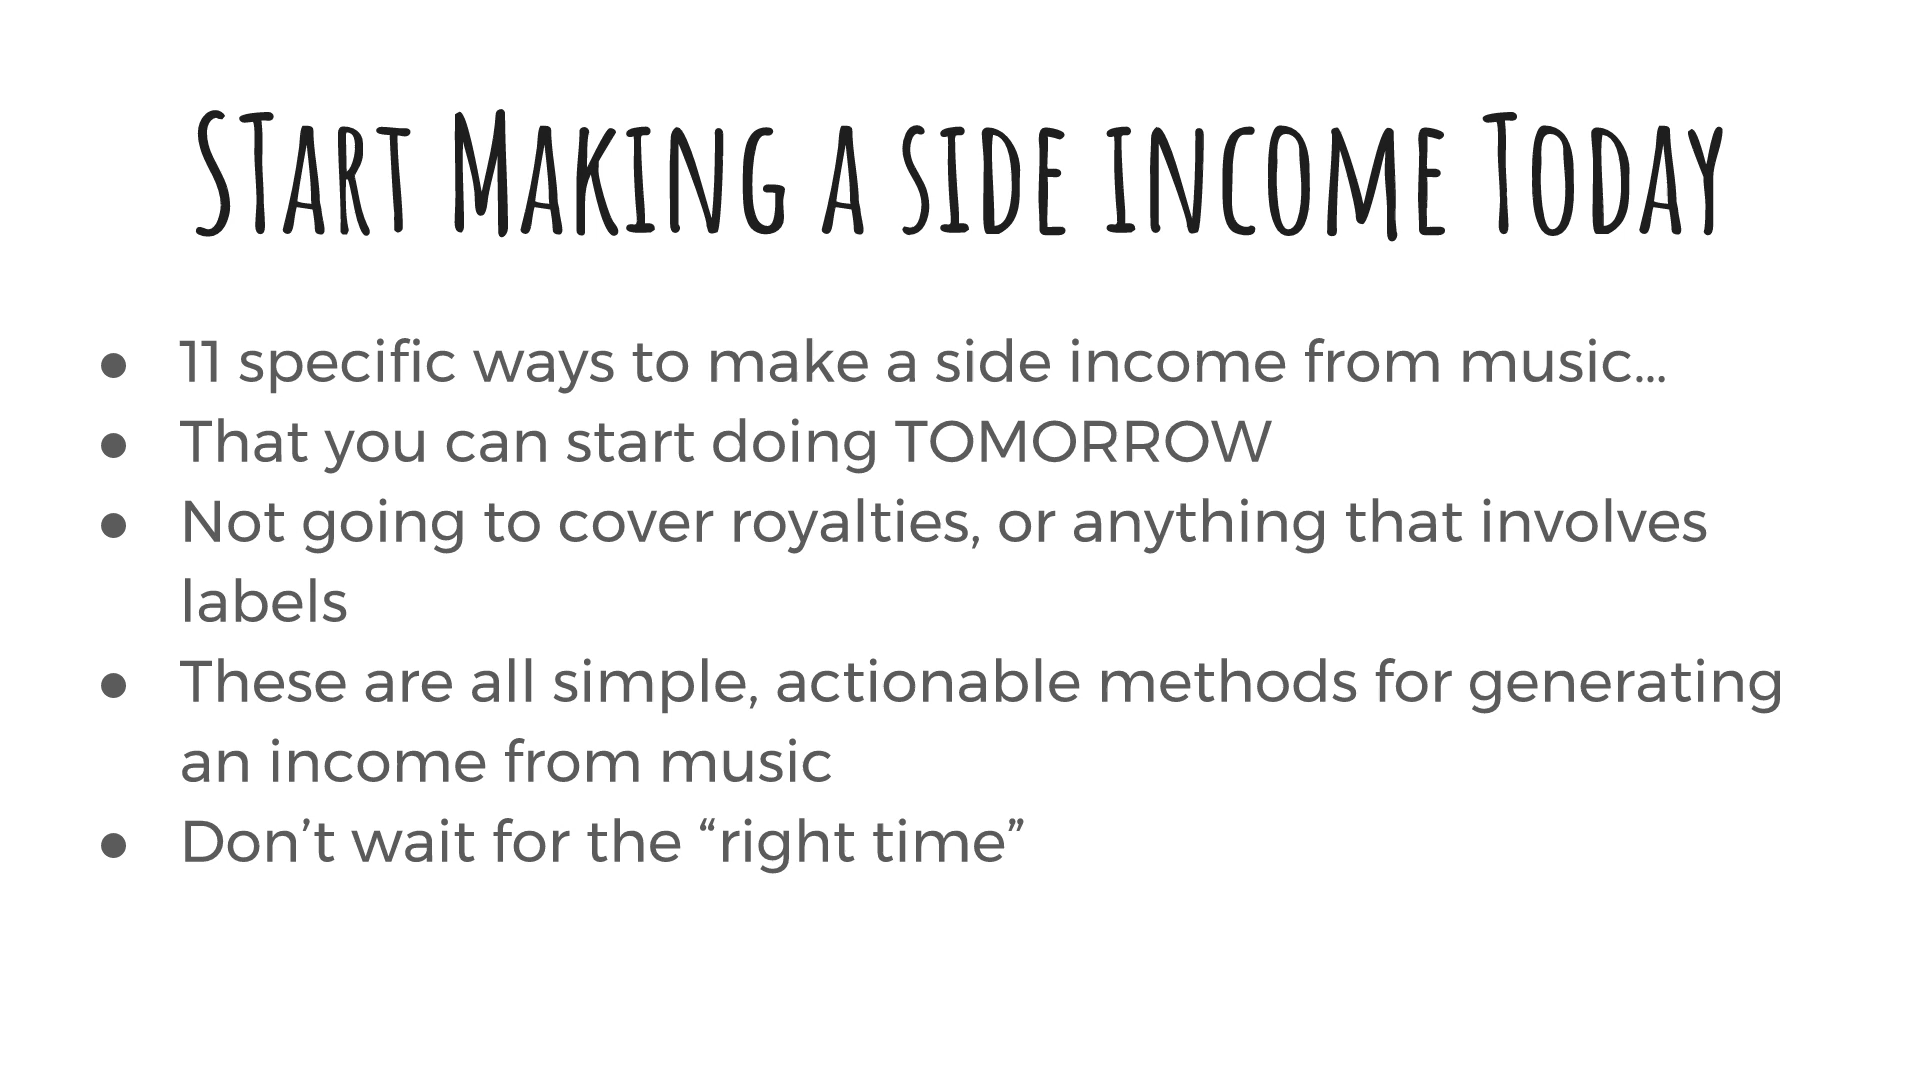 START MAKING A SIDE INCOME TODAY
● 11 specific ways to make a side income from music...
● That you can start doing TOMORROW
● Not going to cover royalties, or anything that involves
labels
● These are all simple, actionable methods for generating
an income from music
● Don’t wait for the “right time”